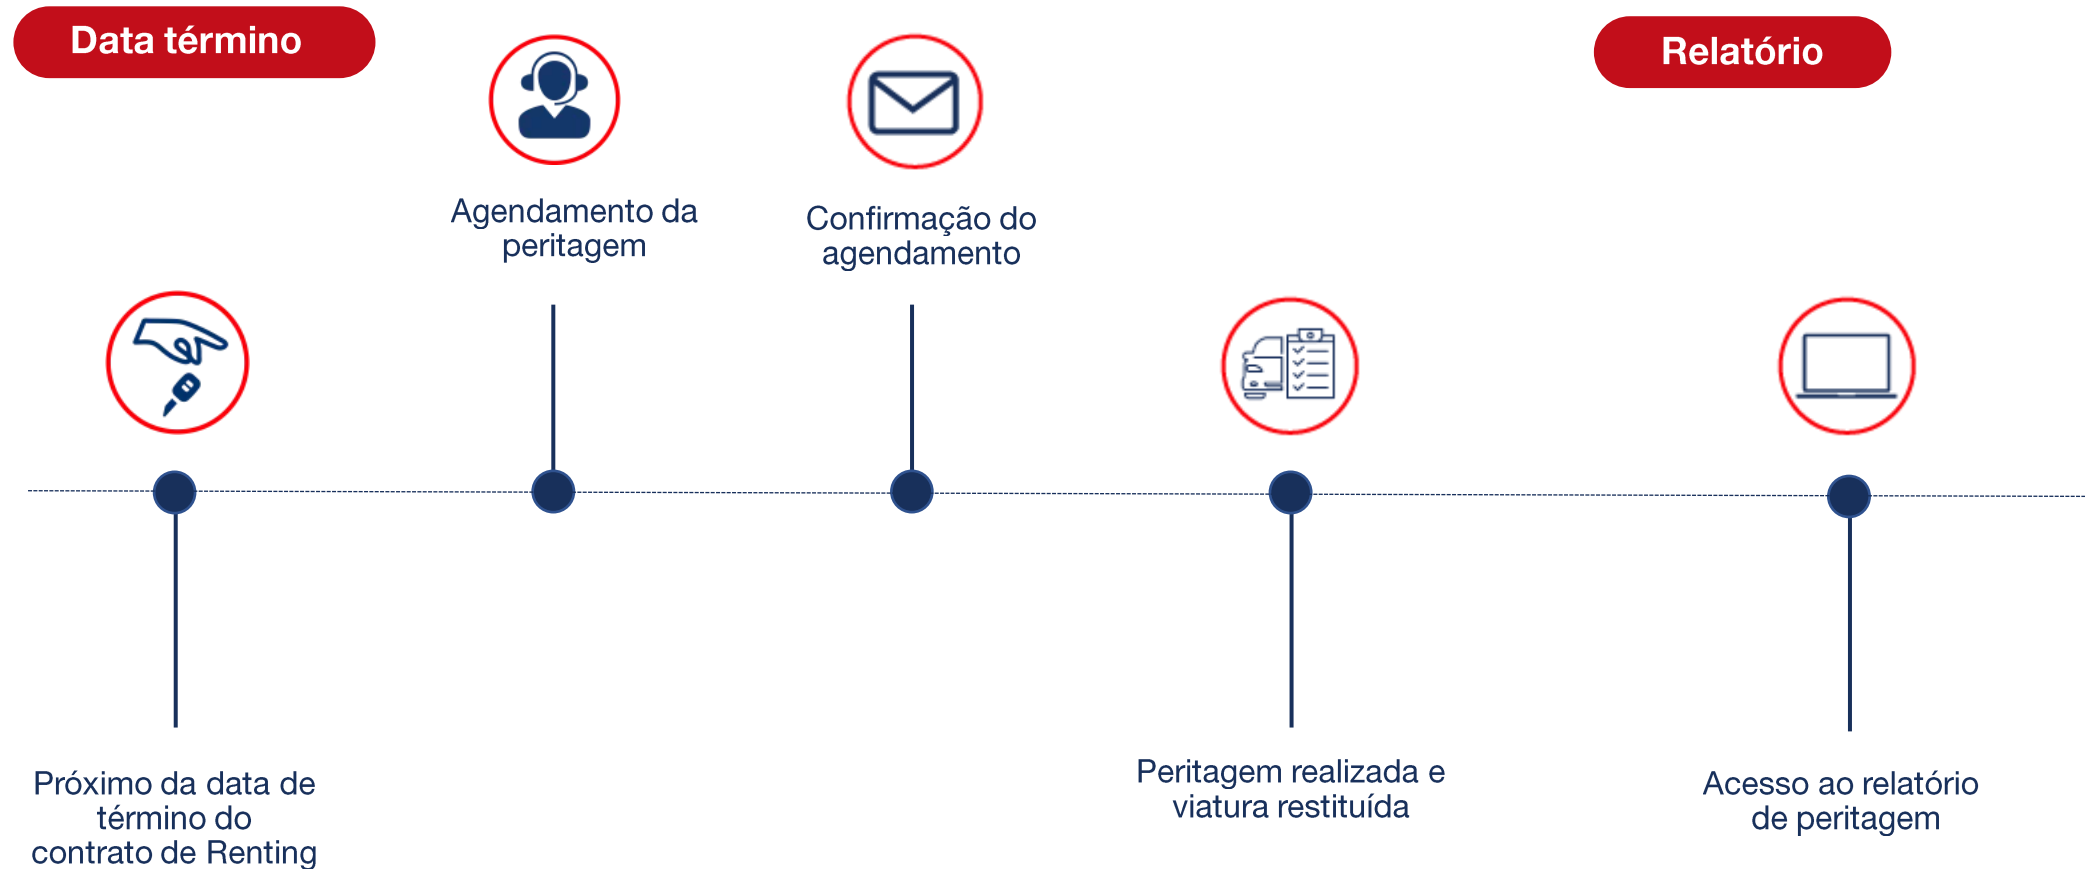 Data término
Relatório
Agendamento da
peritagem
Confirmação do
agendamento
Próximo da data de
término do
contrato de Renting
Peritagem realizada e
viatura restituída
Acesso ao relatório
de peritagem